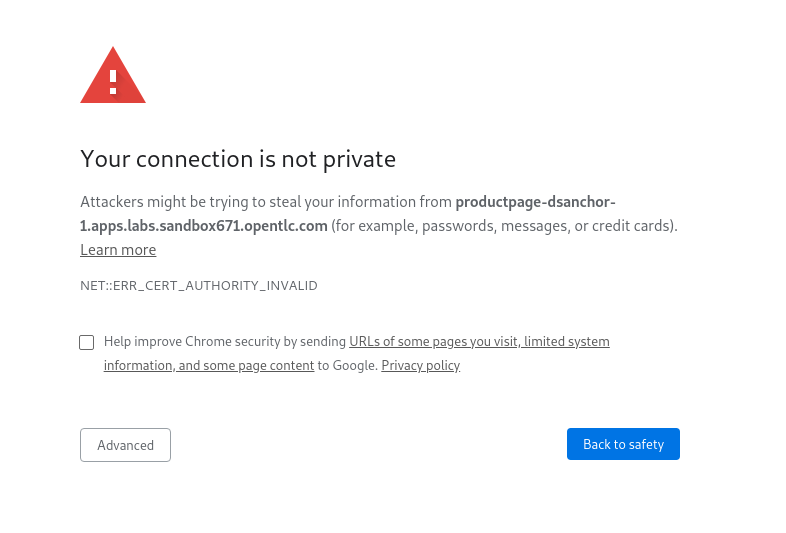 Your connection is not private
Attackers might be trying to steal your information from productpage-dsanchor-
1.apps.labs.sandbox671.opentlc.com (for example, passwords, messages, or credit cards).
Learn more
NET::ERR_CERT_AUTHORITY_INVALID
Help improve Chrome security by sending URLs of some pages you visit, limited system
information, and some page content to Google. Privacy policy
Advanced
Back to safety